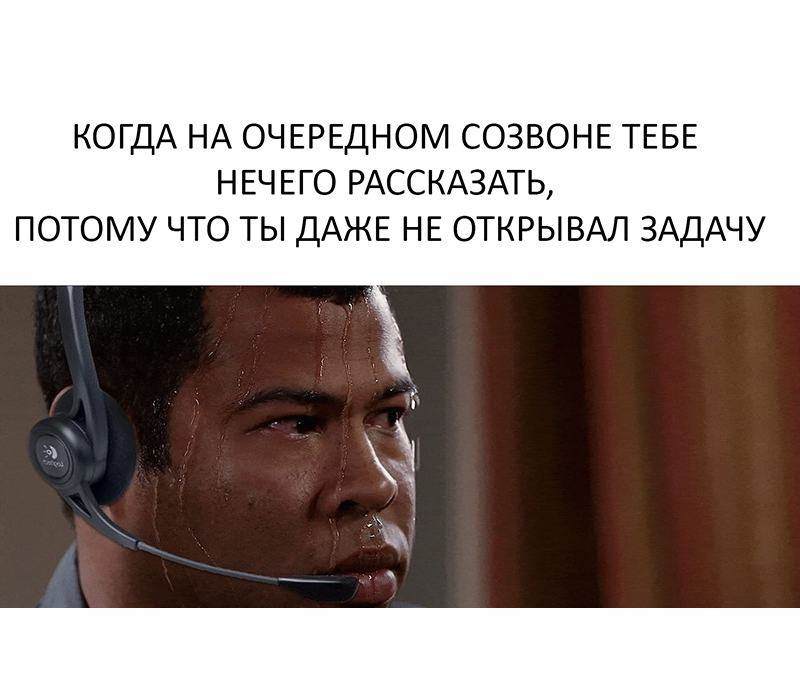 КОГДА НА ОЧЕРЕДНОМ СОЗВОНЕ ТЕБЕ
НЕЧЕГО РАССКАЗАТЬ,
ПОТОМУ ЧТО ТЫ ДАЖЕ НЕ ОТКРЫВАЛ ЗАДАЧУ